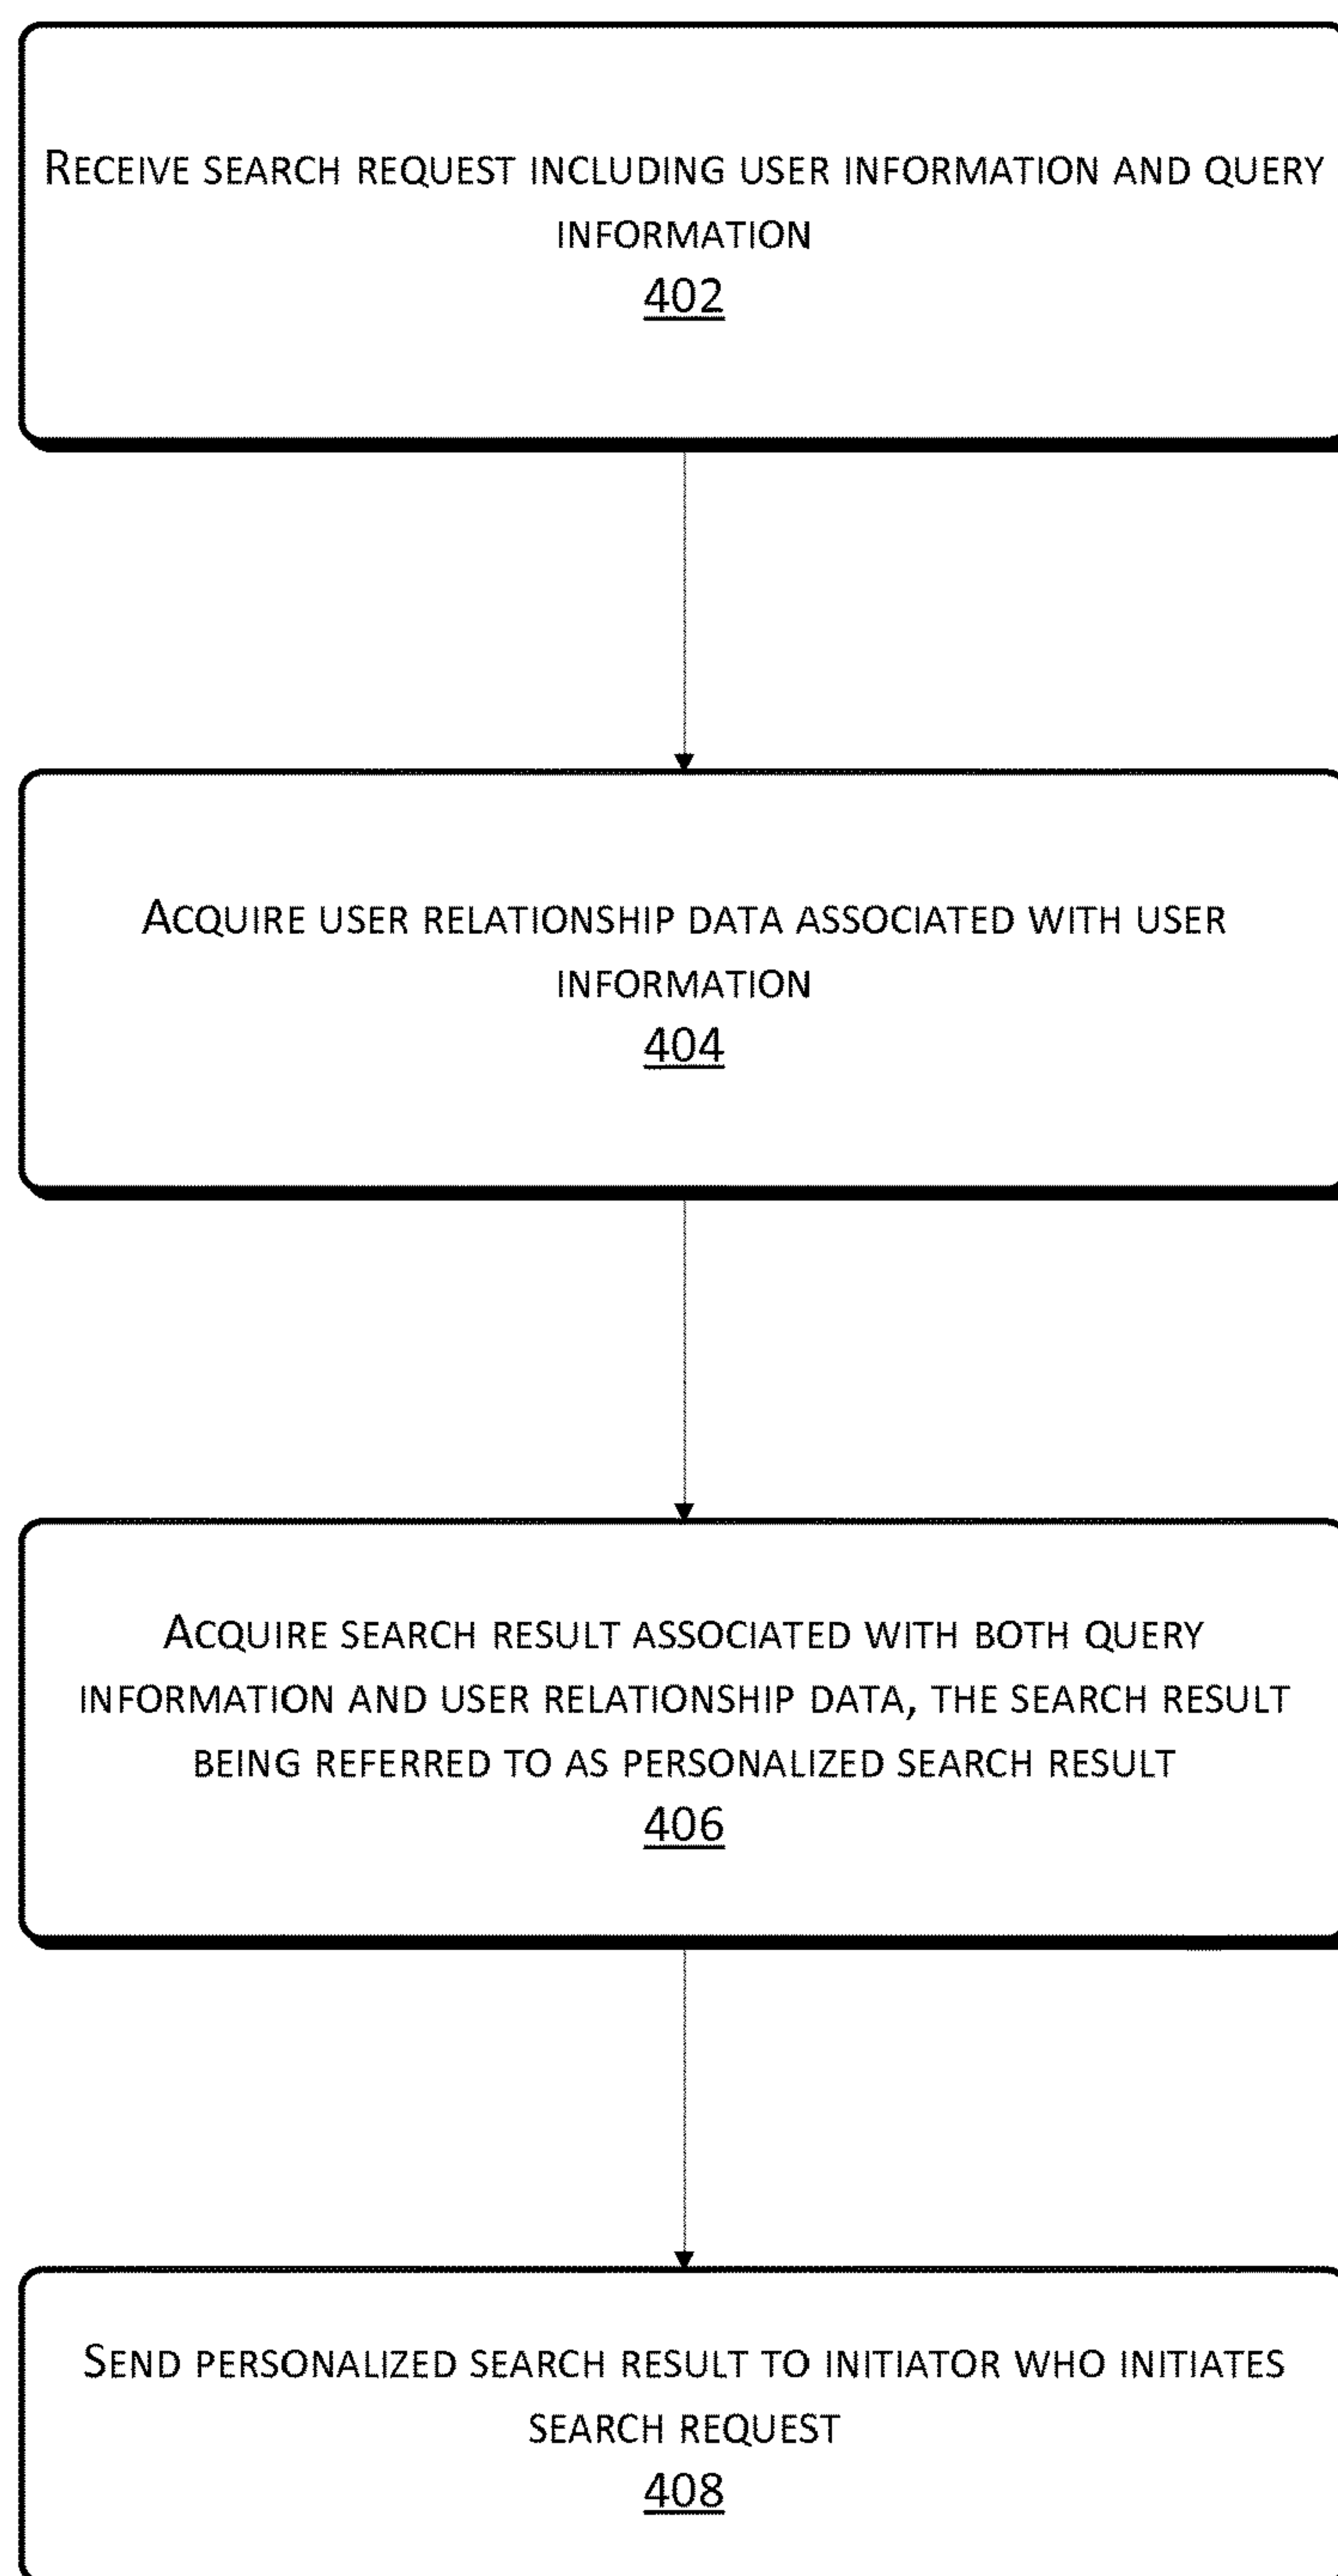 RECEIVE SEARCH REQUEST INCLUDING USER INFORMATION AND QUERY
INFORMATION
402
ACQUIRE USER RELATIONSHIP DATA ASSOCIATED WITH USER
INFORMATION
404
ACQUIRE SEARCH RESULT ASSOCIATED WITH BOTH QUERY
INFORMATION AND USER RELATIONSHIP DATA, THE SEARCH RESULT
BEING REFERRED TO AS PERSONALIZED SEARCH RESULT
406
SEND PERSONALIZED SEARCH RESULT TO INITIATOR WHO INITIATES
SEARCH REQUEST
408